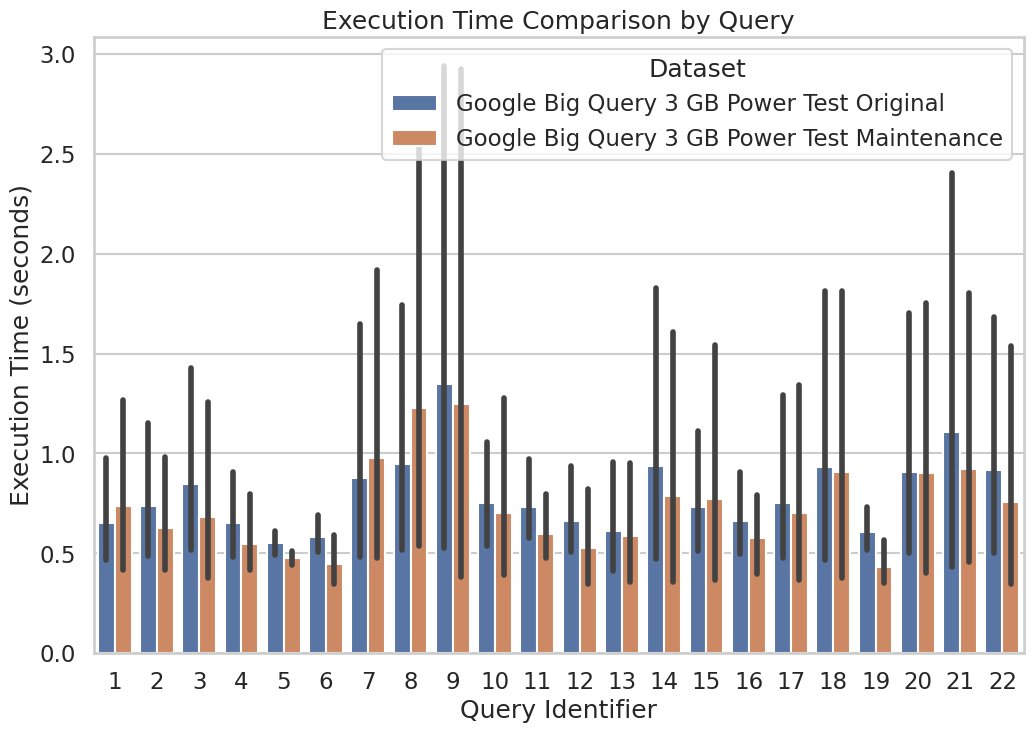 Execution Time Comparison by Query
Dataset
Google Big Query 3 GB Power Test Original
Google Big Query 3 GB Power Test Maintenance
Execution Time (seconds)
3.0
2.5
2.0
1.5
1.0
0.5
0.0
1 2 3 4 5 6 7 8 9 10 11 12 13 14 15 16 17 18 19 20 21 22
Query Identifier